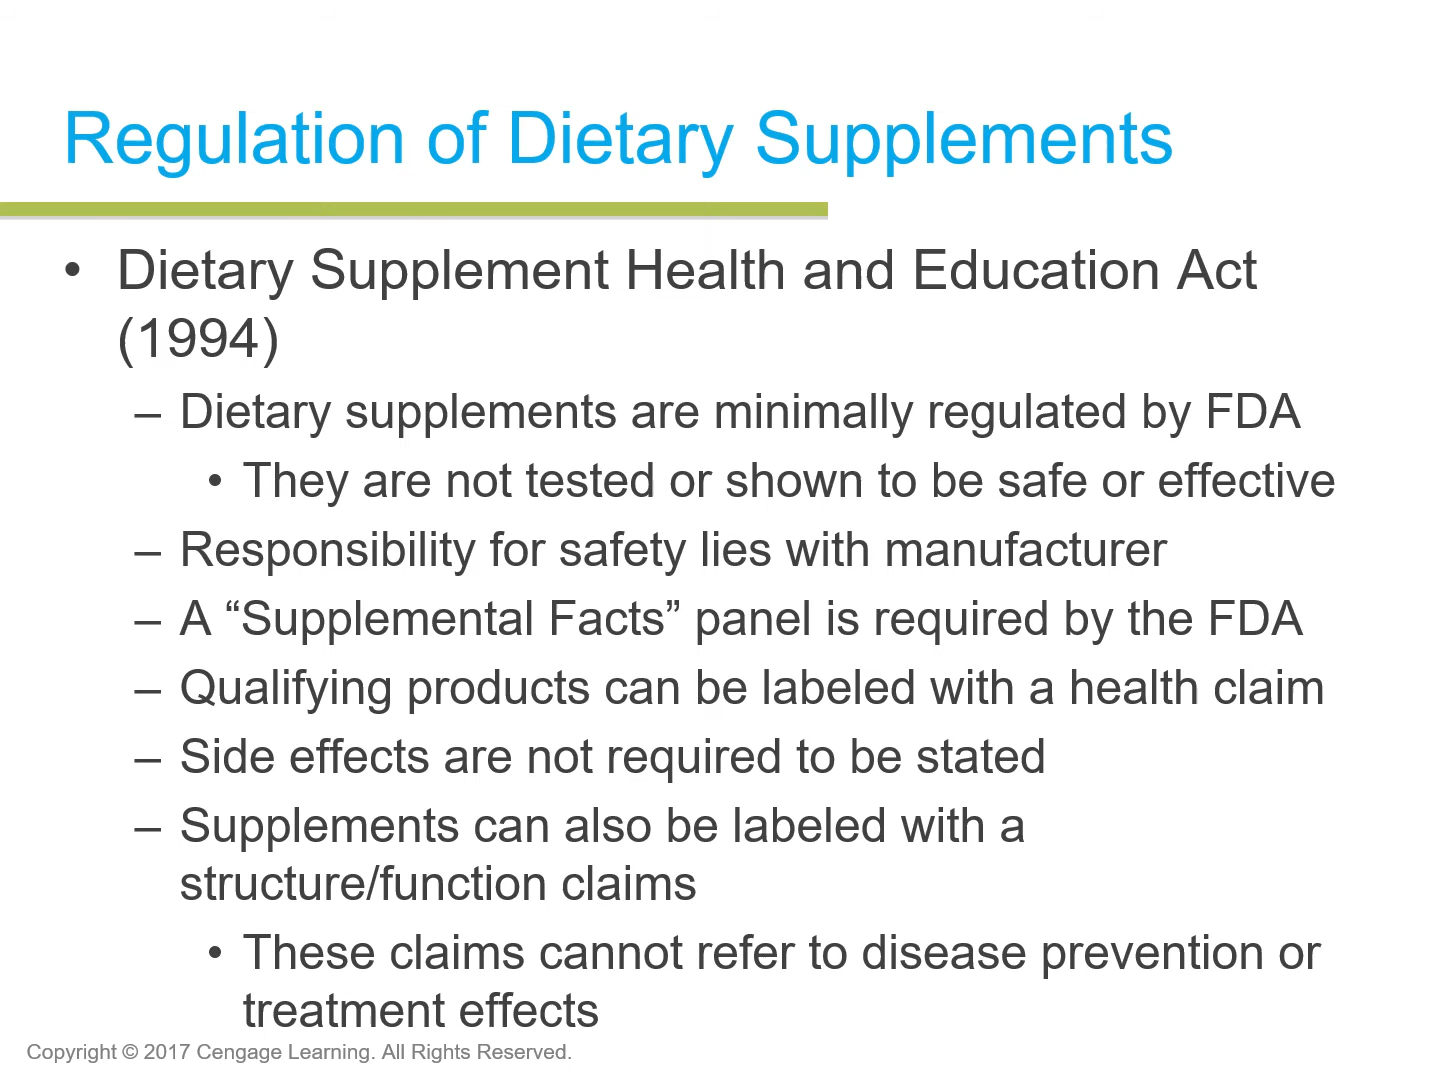 Regulation of Dietary Supplements
• Dietary Supplement Health and Education Act
(1994)
– Dietary supplements are minimally regulated by FDA
• They are not tested or shown to be safe or effective
– Responsibility for safety lies with manufacturer
– A “Supplemental Facts” panel is required by the FDA
– Qualifying products can be labeled with a health claim
– Side effects are not required to be stated
– Supplements can also be labeled with a
structure/function claims
• These claims cannot refer to disease prevention or
treatment effects
Copyright © 2017 Cengage Learning. All Rights Reserved.